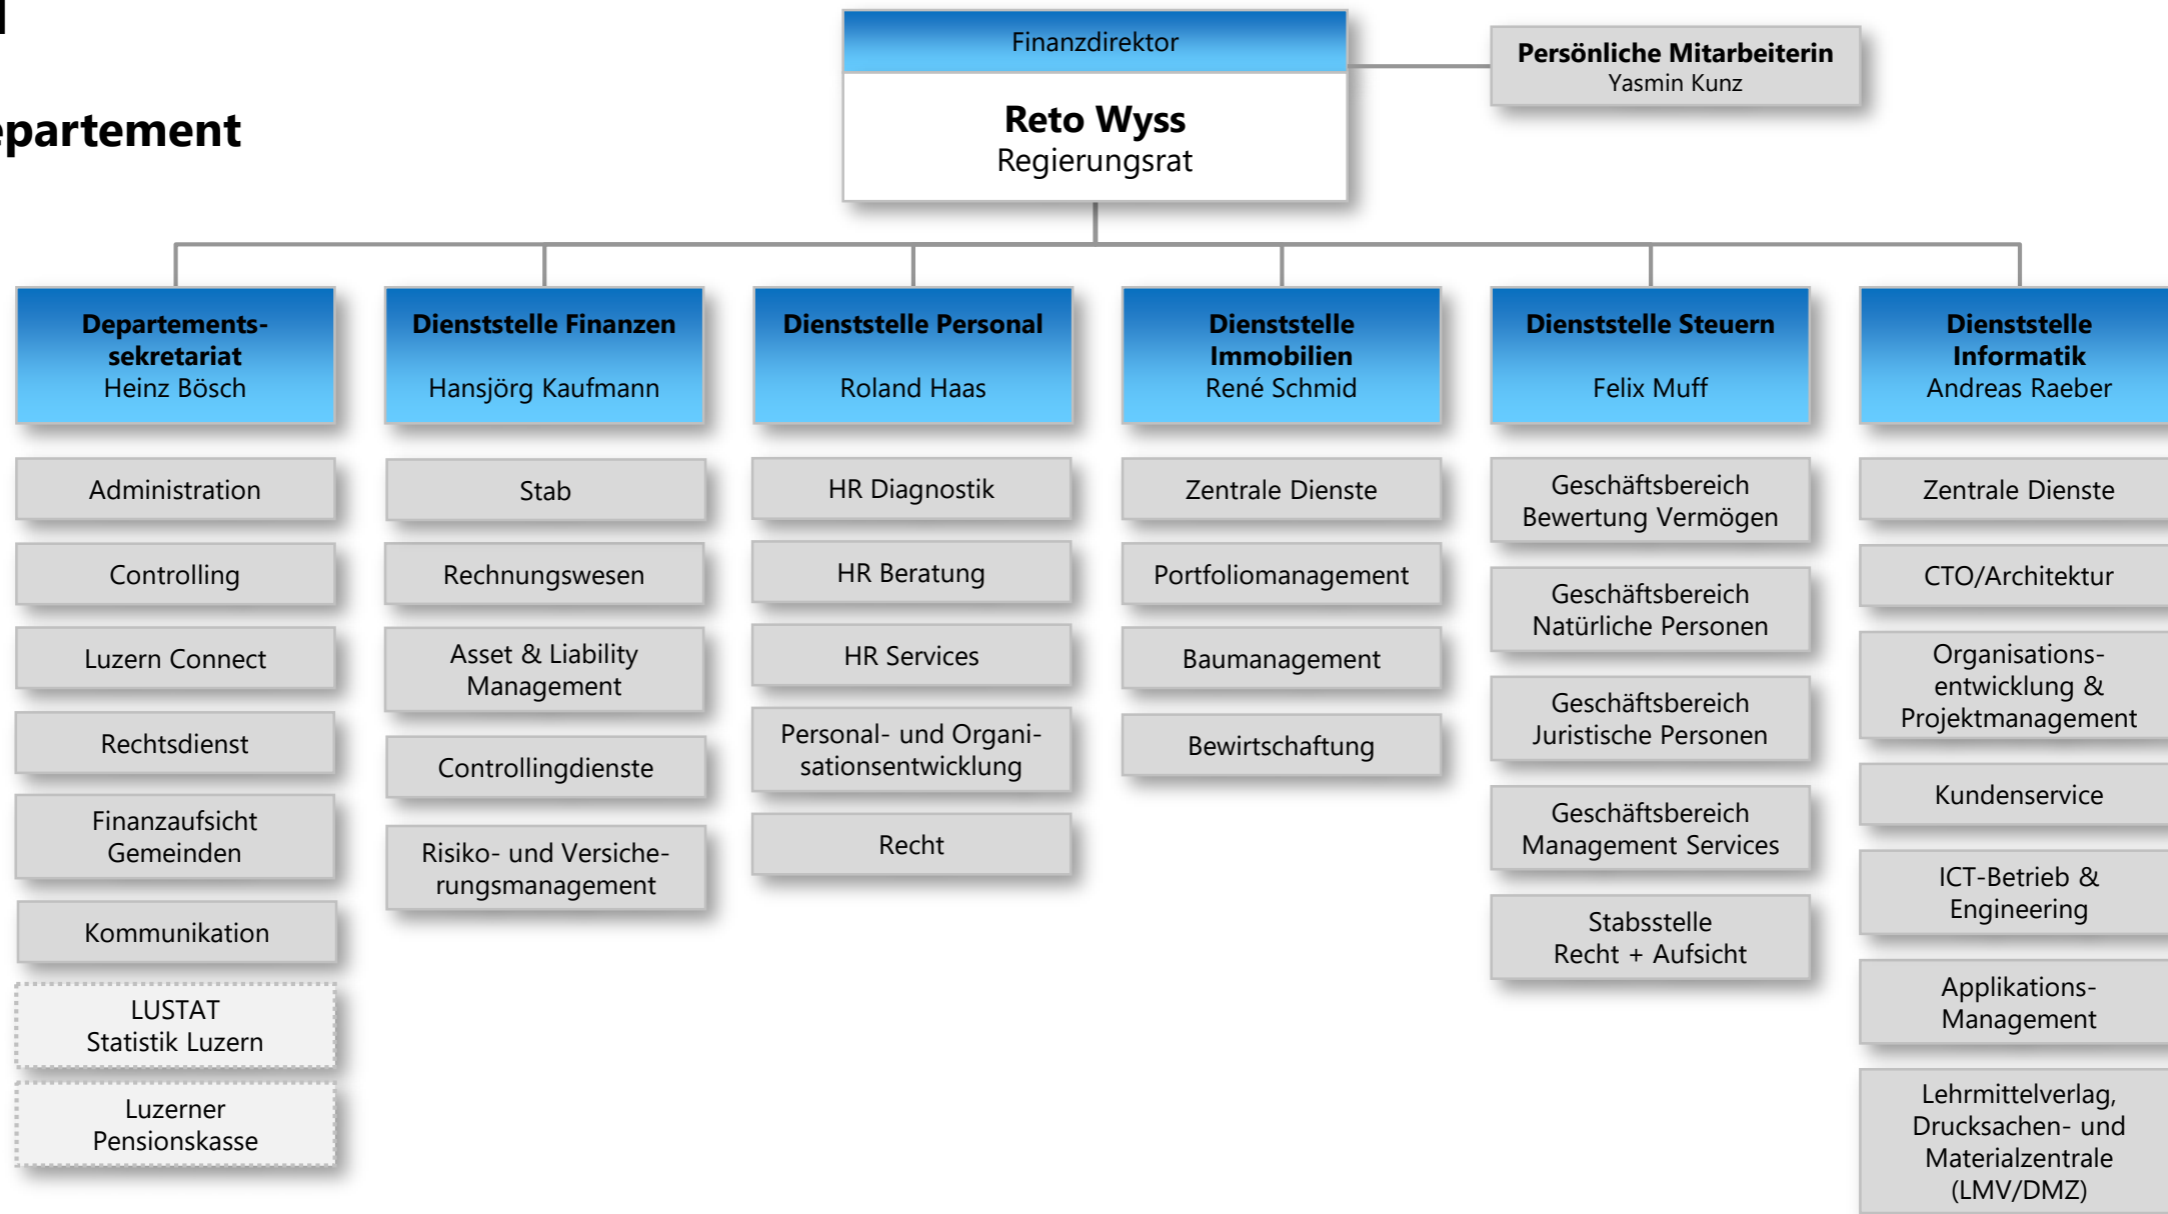 epartement
Finanzdirektor
Reto Wyss
Regierungsrat
Persönliche Mitarbeiterin
Yasmin Kunz
Departements-
sekretariat
Heinz Bösch
Administration
Controlling
Luzern Connect
Rechtsdienst
Finanzaufsicht
Gemeinden
Kommunikation
LUSTAT
Statistik Luzern
Luzerner
Pensionskasse
Dienststelle Finanzen
Hansjörg Kaufmann
Stab
Rechnungswesen
Asset & Liability
Management
Controllingdienste
Risiko- und Versiche-
rungsmanagement
Dienststelle Personal
Roland Haas
HR Diagnostik
HR Beratung
HR Services
Personal- und Organi-
sationsentwicklung
Recht
Dienststelle
Immobilien
René Schmid
Zentrale Dienste
Portfoliomanagement
Baumanagement
Bewirtschaftung
Dienststelle Steuern
Felix Muff
Geschäftsbereich
Bewertung Vermögen
Geschäftsbereich
Natürliche Personen
Geschäftsbereich
Juristische Personen
Geschäftsbereich
Management Services
Stabsstelle
Recht + Aufsicht
Dienststelle
Informatik
Andreas Raeber
Zentrale Dienste
CTO/Architektur
Organisations-
entwicklung &
Projektmanagement
Kundenservice
ICT-Betrieb &
Engineering
Applikations-
Management
Lehrmittelverlag,
Drucksachen- und
Materialzentrale
(LMV/DMZ)